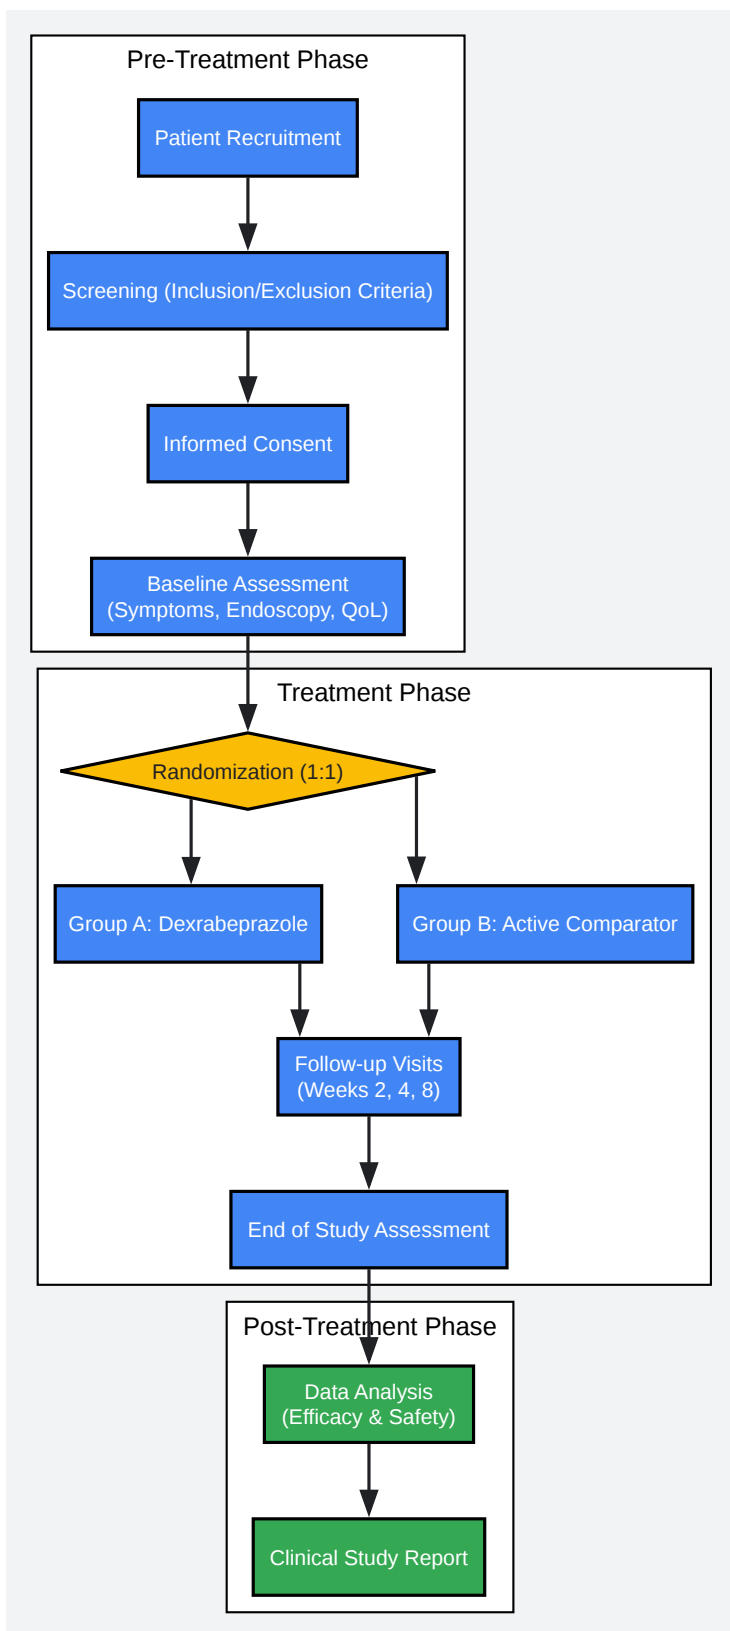 Pre-Treatment Phase
Patient Recruitment
Screening (Inclusion/Exclusion Criteria)
Informed Consent
Baseline Assessment
(Symptoms, Endoscopy, QoL)
Treatment Phase
Randomization (1:1)
Group A: Dexrabeprazole
Group B: Active Comparator
Follow-up Visits
(Weeks 2, 4, 8)
End of Study Assessment
Post-Treatment Phase
Data Analysis
(Efficacy & Safety)
Clinical Study Report